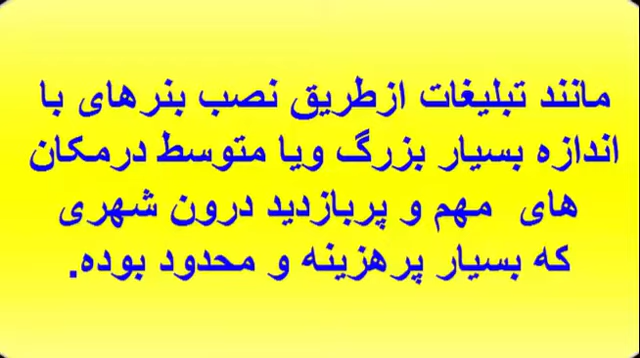 مانند تبلیغات ازطریق نصب بنرهای با
اندازه بسیار بزرگ ویا متوسط درمکان
های مهم و پربازدید درون شهری
که بسیار پرهزینه و محدود بوده.